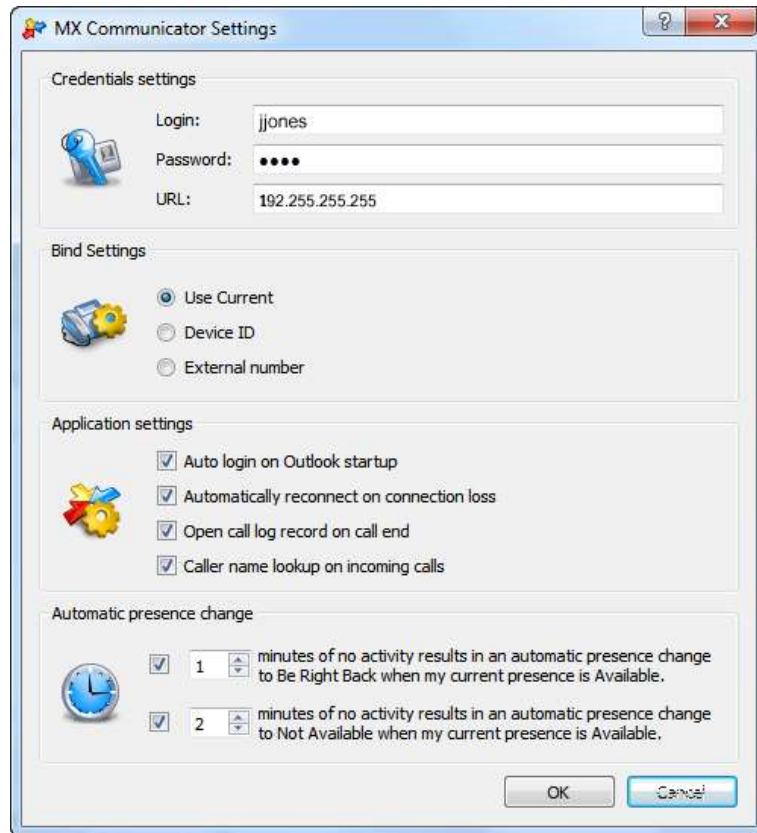 MX Communicator Settings
Credentials settings
Login:
jjones
Password:
••••
URL:
192.255.255.255
Bind Settings
Use Current
Device ID
External number
Application settings
Auto login on Outlook startup
Automatically reconnect on connection loss
Open call log record on call end
Caller name lookup on incoming calls
Automatic presence change
1
minutes of no activity results in an automatic presence change
to Be Right Back when my current presence is Available.
2
minutes of no activity results in an automatic presence change
to Not Available when my current presence is Available.
OK
Cancel